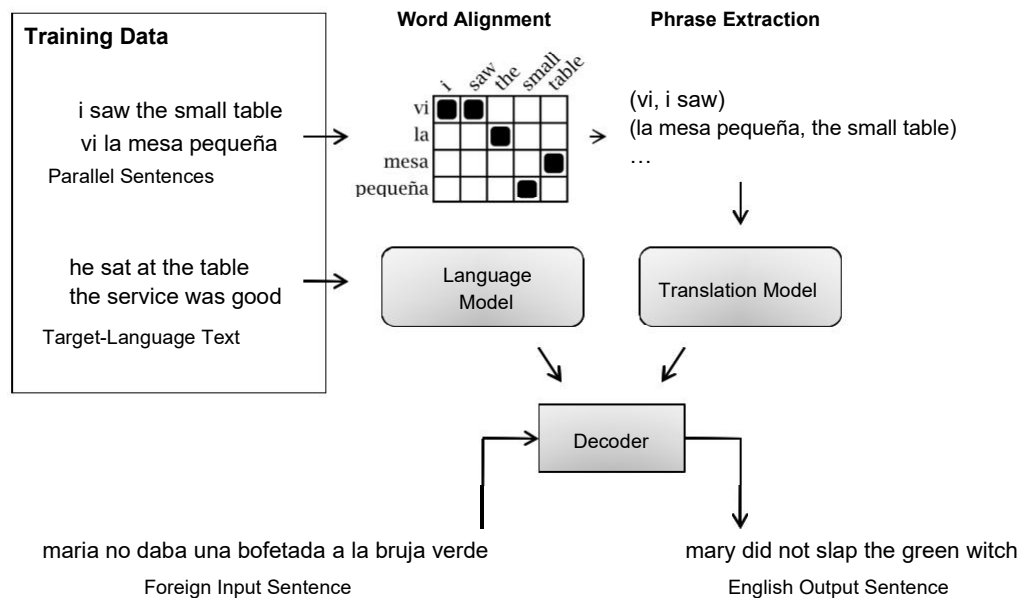 Training Data
Word Alignment
Phrase Extraction
i saw the small table
vi la mesa pequeña
Parallel Sentences
i saw the small table
vi
la
mesa
pequeña
(vi, i saw)
(la mesa pequeña, the small table)
…
he sat at the table
the service was good
Target-Language Text
Language
Model
Translation Model
Decoder
maria no daba una bofetada a la bruja verde
Foreign Input Sentence
mary did not slap the green witch
English Output Sentence